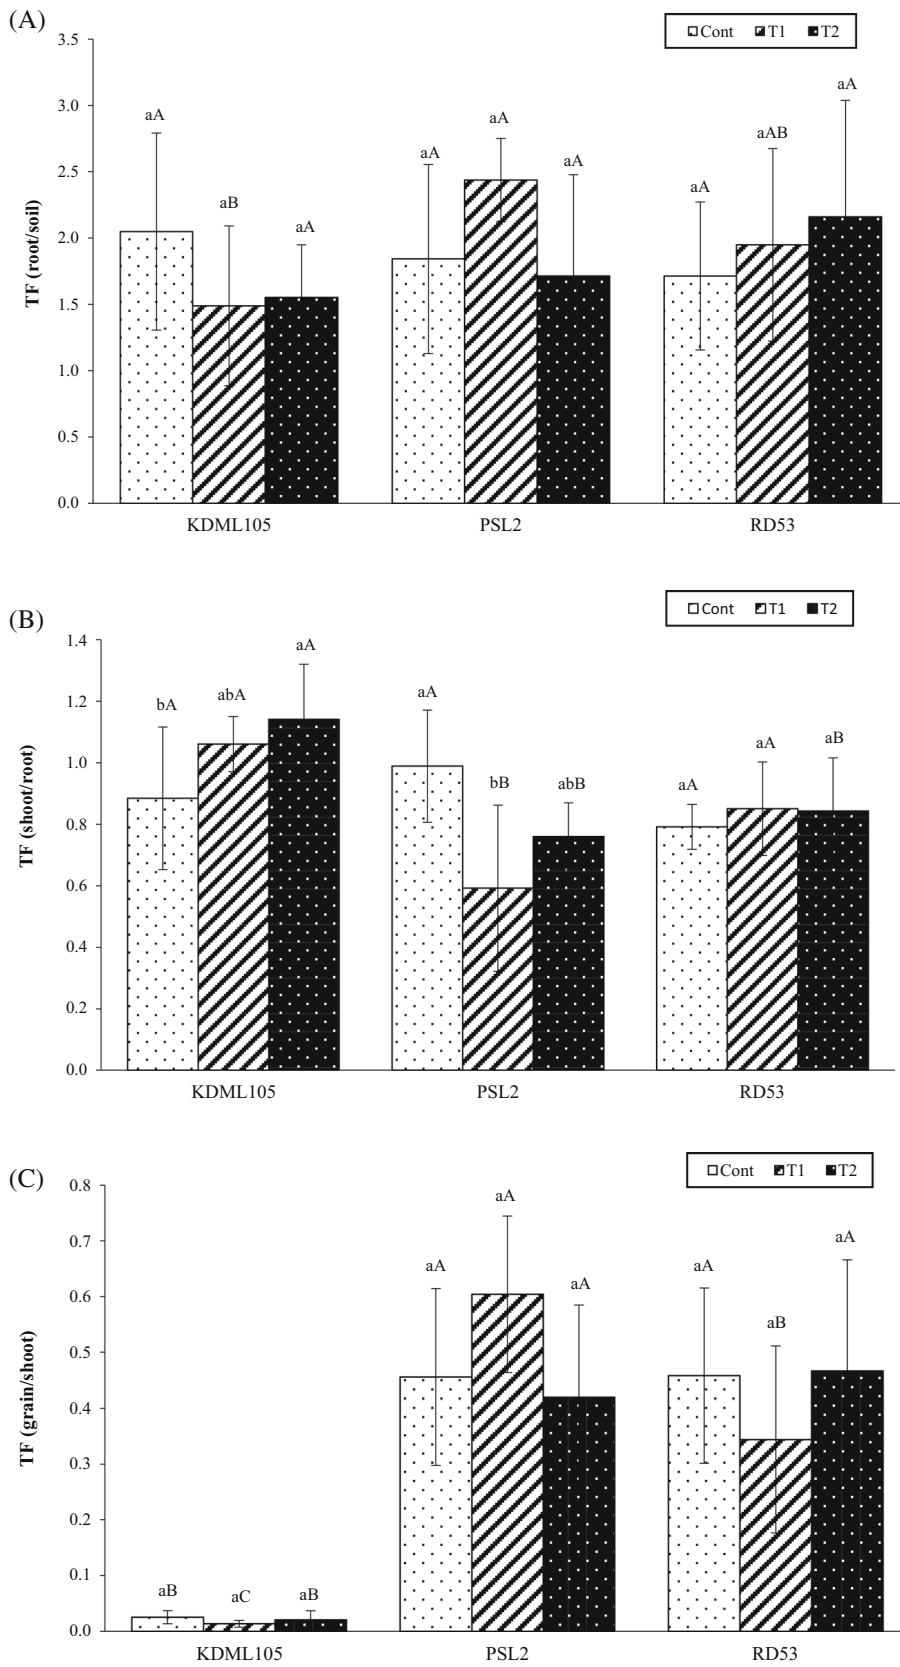 (A)
Cont T1 T2
3.5
3.0
2.5
2.0
1.5
1.0
0.5
0.0
TF (root/soil)
aA aB aA aA aA aA aA aAB aA
KDML105 PSL2 RD53
(B)
Cont T1 T2
1.4
1.2
1.0
0.8
0.6
0.4
0.2
0.0
TF (shoot/root)
bA abA aA aA bB abB aA aA aB
KDML105 PSL2 RD53
(C)
Cont T1 T2
0.8
0.7
0.6
0.5
0.4
0.3
0.2
0.1
0.0
TF (grain/shoot)
aB aC aB aA aA aA aA aB aA
KDML105 PSL2 RD53